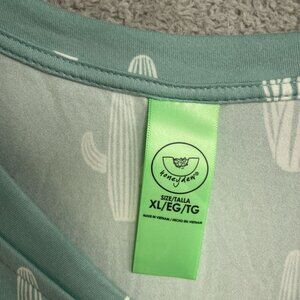 honeydew
SIZE/TALLA
XL/EG/TG
MADE IN VIETNAM / HECHO EN VIETNAM